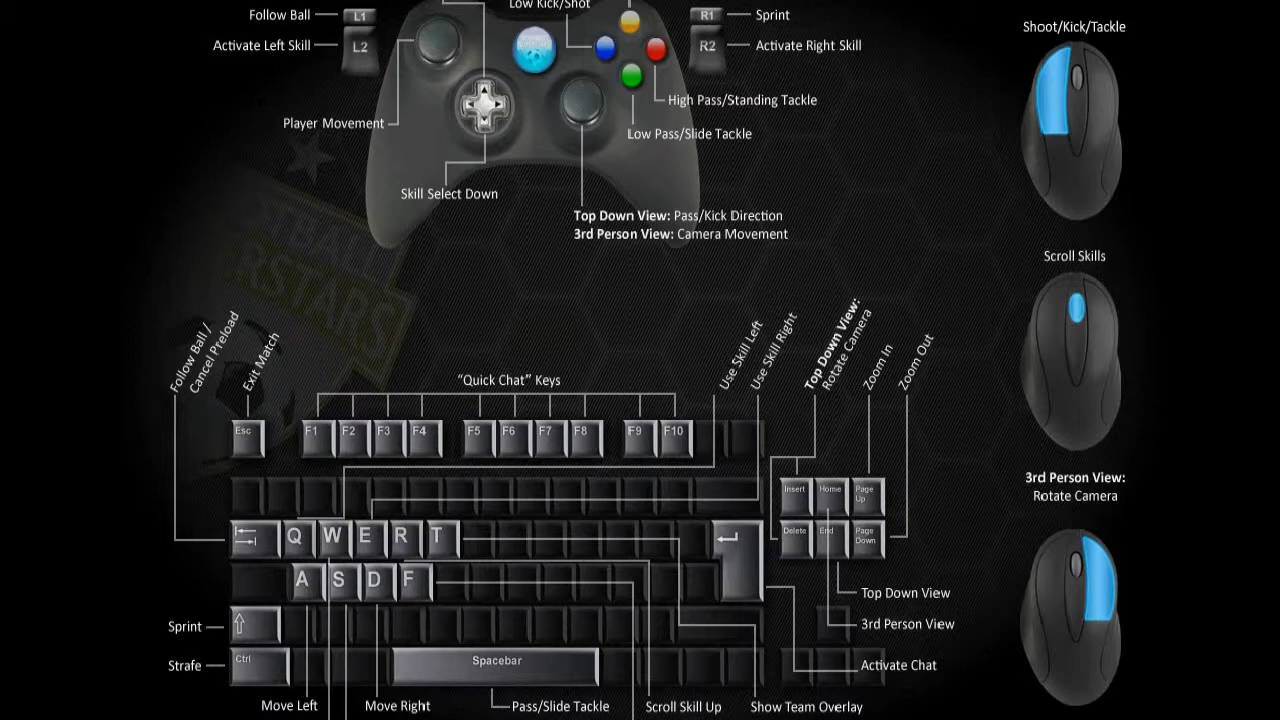 Low Kick/Shot
Follow Ball
L1
R1
Sprint
Activate Left Skill
L2
R2
Activate Right Skill
Shoot/Kick/Tackle
High Pass/Standing Tackle
Player Movement
Low Pass/Slide Tackle
Skill Select Down
Top Down View: Pass/Kick Direction
3rd Person View: Camera Movement
Scroll Skills
Follow Ball /
Cancel Preload
Exit Match
"Quick Chat" Keys
Use Skill Left
Use Skill Right
Top Down View:
Rotate Camera
Zoom In
Zoom Out
Esc
F1
F2
F3
F4
F5
F6
F7
F8
F9
F10
3rd Person View:
Rotate Camera
Insert
Home
Page
Up
Q
W
E
R
T
Delete
End
Page
Down
A
S
D
F
Top Down View
Sprint
3rd Person View
Strafe
Ctrl
Spacebar
Activate Chat
Move Left
Move Right
Pass/Slide Tackle
Scroll Skill Up
Show Team Overlay